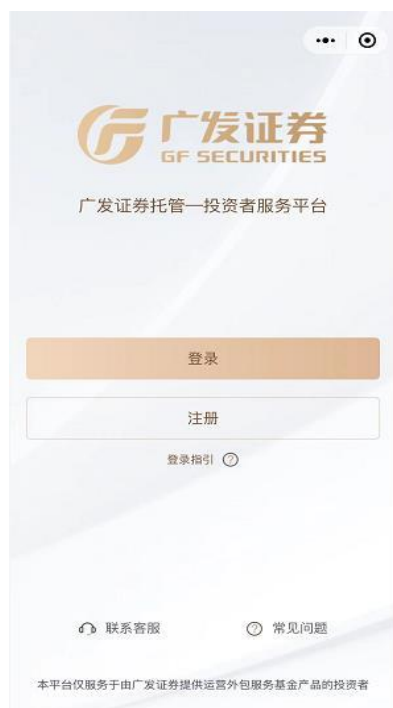 广发证券
GF SECURITIES
广发证券托管—投资者服务平台
登录
注册
登录指引 ?
联系客服 ? 常见问题
本平台仅服务于由广发证券提供运营外包服务基金产品的投资者